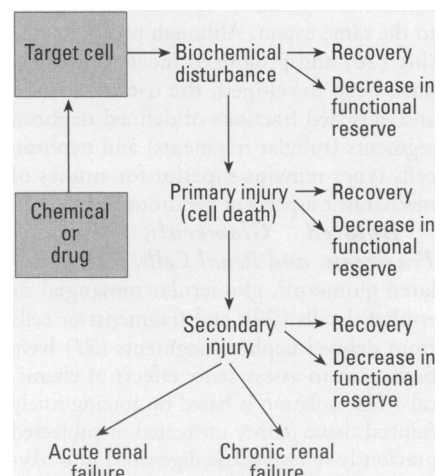 Target cell
Biochemical
disturbance
Recovery
Decrease in
functional
reserve
Chemical
or
drug
Primary injury
(cell death)
Recovery
Decrease in
functional
reserve
Secondary
injury
Recovery
Decrease in
functional
reserve
Acute renal
failure
Chronic renal
failure